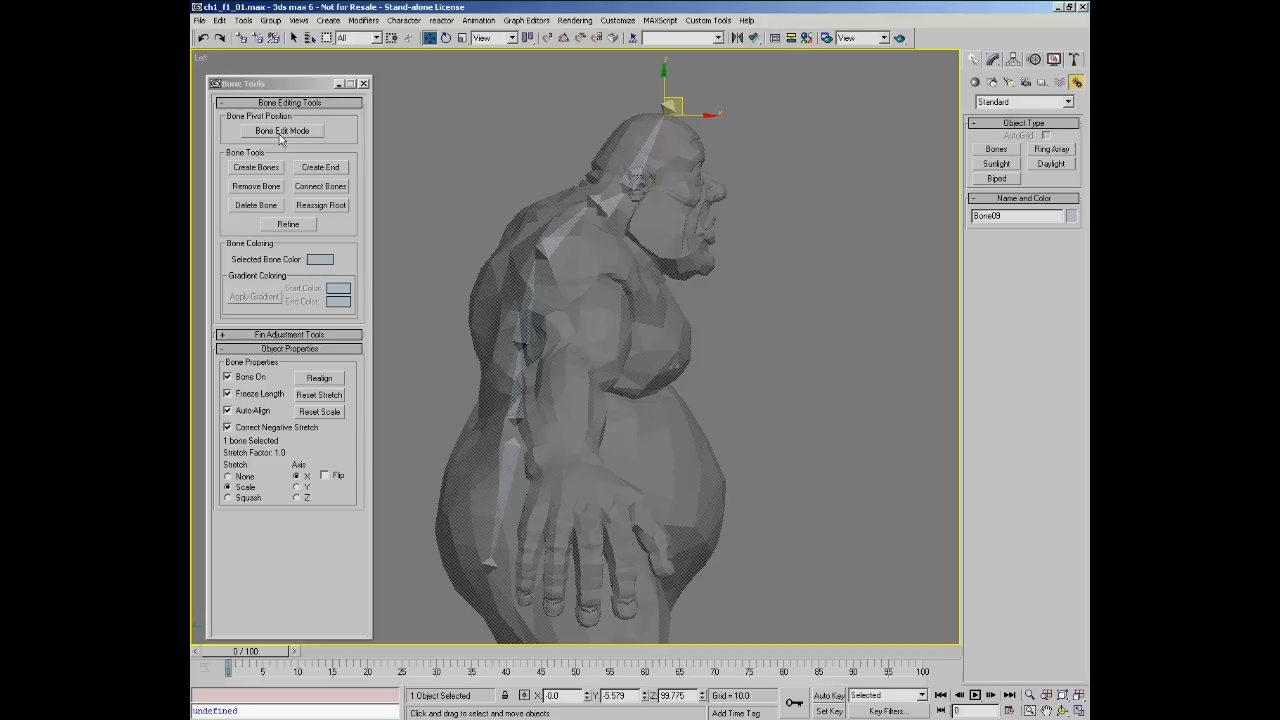 ch1_f1_01.max - 3ds max 6 - Not for Resale - Stand-alone License
File Edit Tools Group Views Create Modifiers Character reactor Animation Graph Editors Rendering Customize MAXScript Custom Tools Help
All View View
Left
Bone Tools
- Bone Editing Tools
Bone Pivot Position
Bone Edit Mode
Bone Tools
Create Bones Create End
Remove Bone Connect Bones
Delete Bone Reassign Root
Refine
Bone Coloring
Selected Bone Color:
Gradient Coloring
Apply Gradient Start Color:
End Color:
+ Fin Adjustment Tools
- Object Properties
Bone Properties
Bone On Realign
Freeze Length Reset Stretch
Auto-Align Reset Scale
Correct Negative Stretch
1 bone Selected
Stretch Factor: 1.0
Stretch Axis
None X Flip
Scale Y
Squash Z
y
x
Standard
- Object Type
AutoGrid
Bones Ring Array
Sunlight Daylight
Biped
- Name and Color
Bone09
< 0 / 100 >
0 5 10 15 20 25 30 35 40 45 50 55 60 65 70 75 80 85 90 95 100
1 Object Selected X: -0.0 Y: -5.579 Z: 99.775 Grid = 10.0 Auto Key Selected
undefined Click and drag to select and move objects Add Time Tag Set Key Key Filters... 0